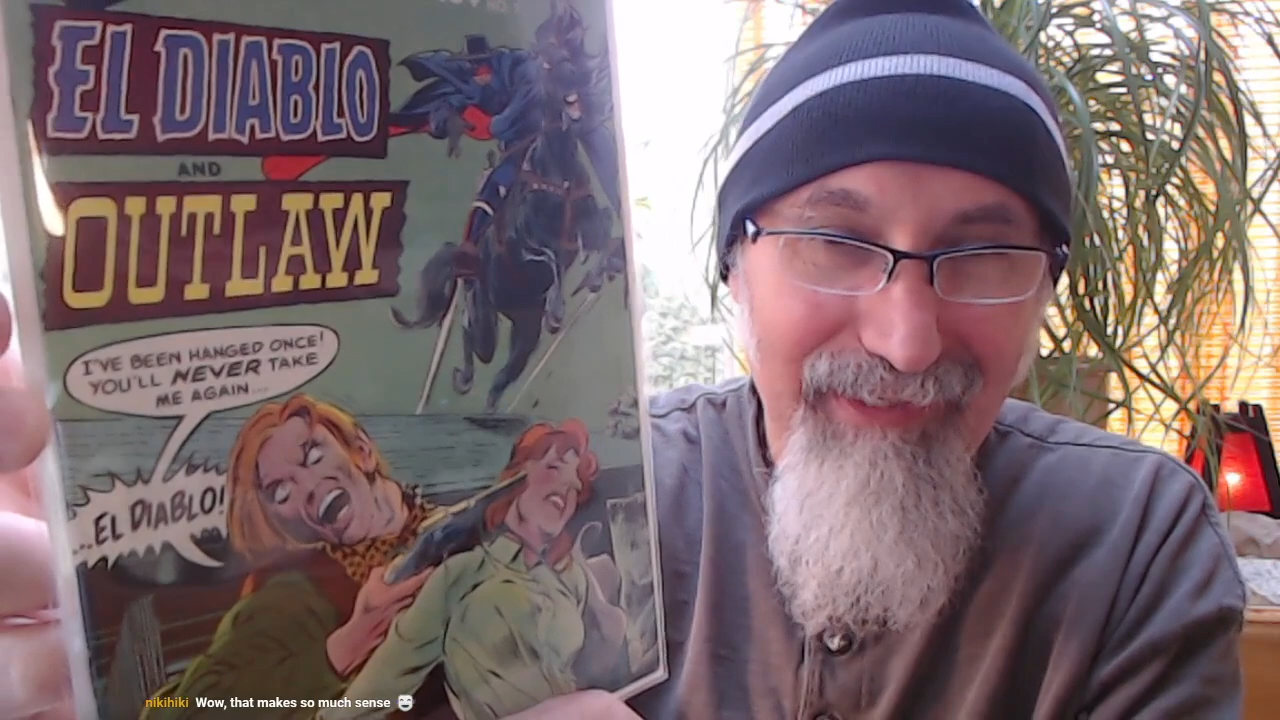 EL DIABLO
AND
OUTLAW
I'VE BEEN HANGED ONCE!
YOU'LL NEVER TAKE
ME AGAIN...
...EL DIABLO!
nikihiki Wow, that makes so much sense 😅